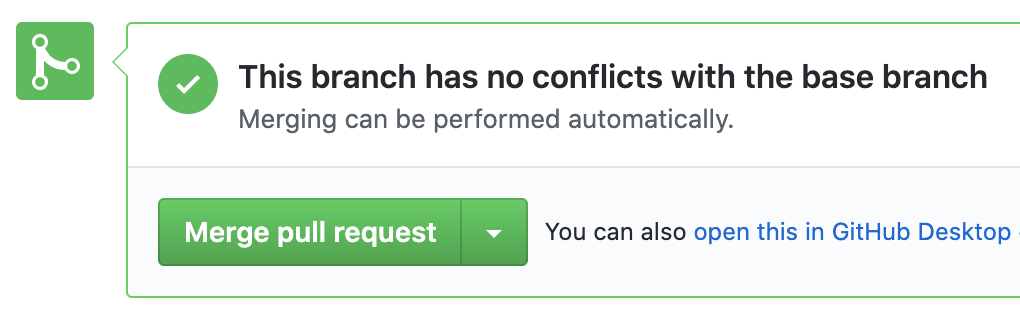 This branch has no conflicts with the base branch
Merging can be performed automatically.
Merge pull request You can also open this in GitHub Desktop